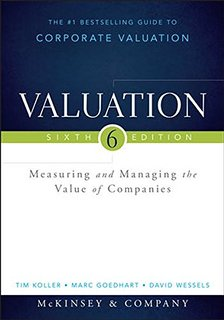 THE #1 BESTSELLING GUIDE TO
CORPORATE VALUATION
VALUATION
SIXTH 6 EDITION
Measuring and Managing the
Value of Companies
TIM KOLLER • MARC GOEDHART • DAVID WESSELS
MCKINSEY & COMPANY